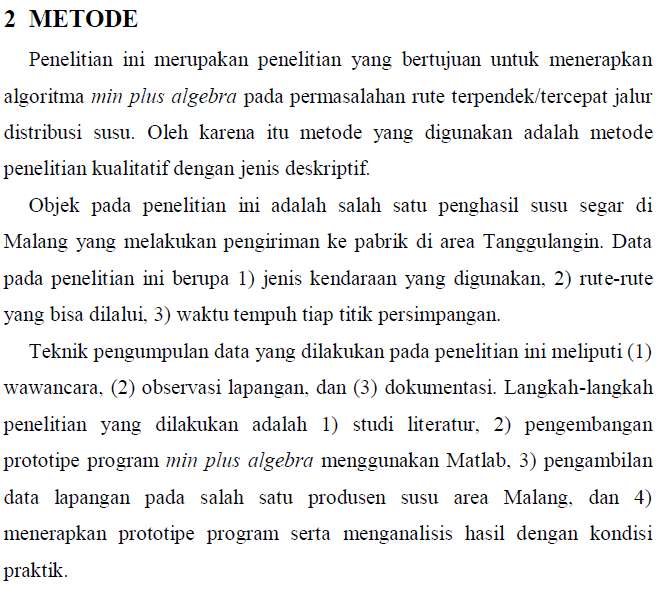 2 METODE
Penelitian ini merupakan penelitian yang bertujuan untuk menerapkan
algoritma min plus algebra pada permasalahan rute terpendek/tercepat jalur
distribusi susu. Oleh karena itu metode yang digunakan adalah metode
penelitian kualitatif dengan jenis deskriptif.
Objek pada penelitian ini adalah salah satu penghasil susu segar di
Malang yang melakukan pengiriman ke pabrik di area Tanggulangin. Data
pada penelitian ini berupa 1) jenis kendaraan yang digunakan, 2) rute-rute
yang bisa dilalui, 3) waktu tempuh tiap titik persimpangan.
Teknik pengumpulan data yang dilakukan pada penelitian ini meliputi (1)
wawancara, (2) observasi lapangan, dan (3) dokumentasi. Langkah-langkah
penelitian yang dilakukan adalah 1) studi literatur, 2) pengembangan
prototipe program min plus algebra menggunakan Matlab, 3) pengambilan
data lapangan pada salah satu produsen susu area Malang, dan 4)
menerapkan prototipe program serta menganalisis hasil dengan kondisi
praktik.